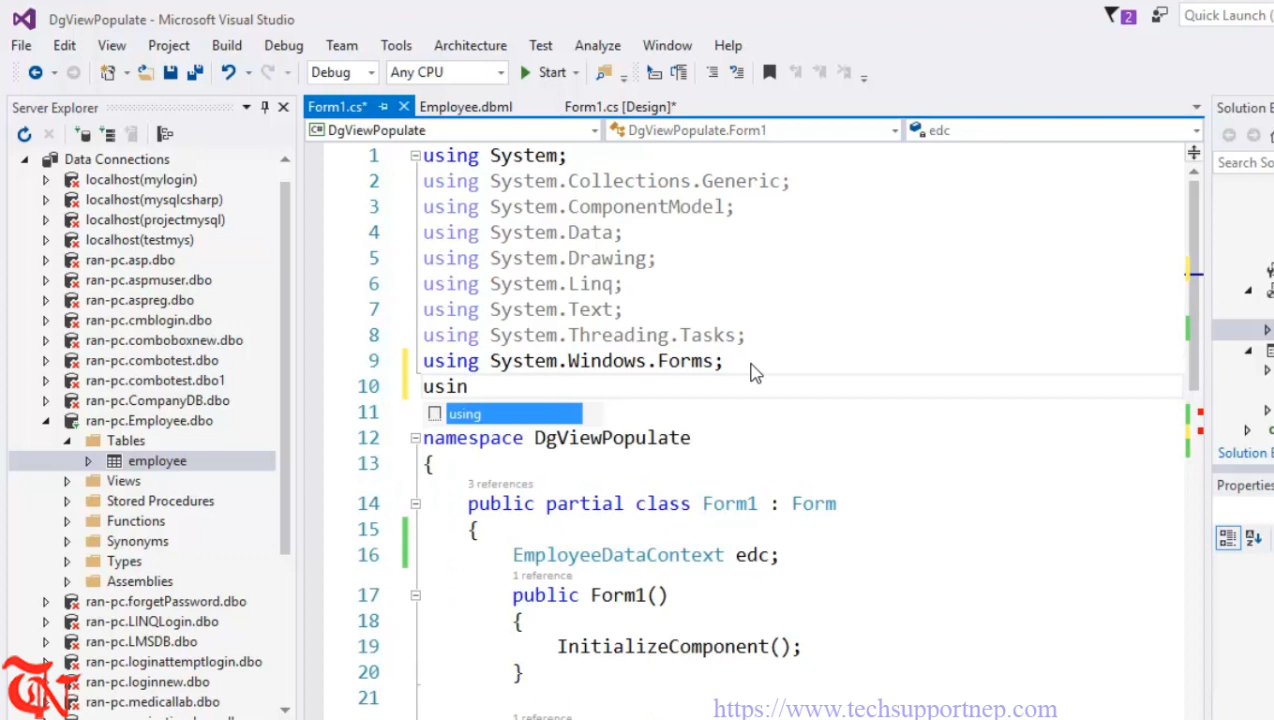 DgViewPopulate - Microsoft Visual Studio
2
Quick Launch (
File Edit View Project Build Debug Team Tools Architecture Test Analyze Window Help
Debug
Any CPU
Start
Server Explorer
Form1.cs*
Employee.dbml
Form1.cs [Design]*
Solution E
DgViewPopulate
DgViewPopulate.Form1
edc
Search So
Data Connections
localhost(mylogin)
localhost(mysqlcsharp)
localhost(projectmysql)
localhost(testmys)
ran-pc.asp.dbo
ran-pc.aspmuser.dbo
ran-pc.aspreg.dbo
ran-pc.cmblogin.dbo
ran-pc.comboboxnew.dbo
ran-pc.combotest.dbo
ran-pc.combotest.dbo1
ran-pc.CompanyDB.dbo
ran-pc.Employee.dbo
Tables
employee
Views
Stored Procedures
Functions
Synonyms
Types
Assemblies
ran-pc.forgetPassword.dbo
ran-pc.LINQLogin.dbo
ran-pc.LMSDB.dbo
ran-pc.loginattemptlogin.dbo
ran-pc.loginnew.dbo
ran-pc.medicallab.dbo
1 using System;
2 using System.Collections.Generic;
3 using System.ComponentModel;
4 using System.Data;
5 using System.Drawing;
6 using System.Linq;
7 using System.Text;
8 using System.Threading.Tasks;
9 using System.Windows.Forms;
10 usin
11 using
12 namespace DgViewPopulate
13 {
3 references
14 public partial class Form1 : Form
15 {
16 EmployeeDataContext edc;
1 reference
17 public Form1()
18 {
19 InitializeComponent();
20 }
21
Solution E
Properties
https://www.techsupportnep.com